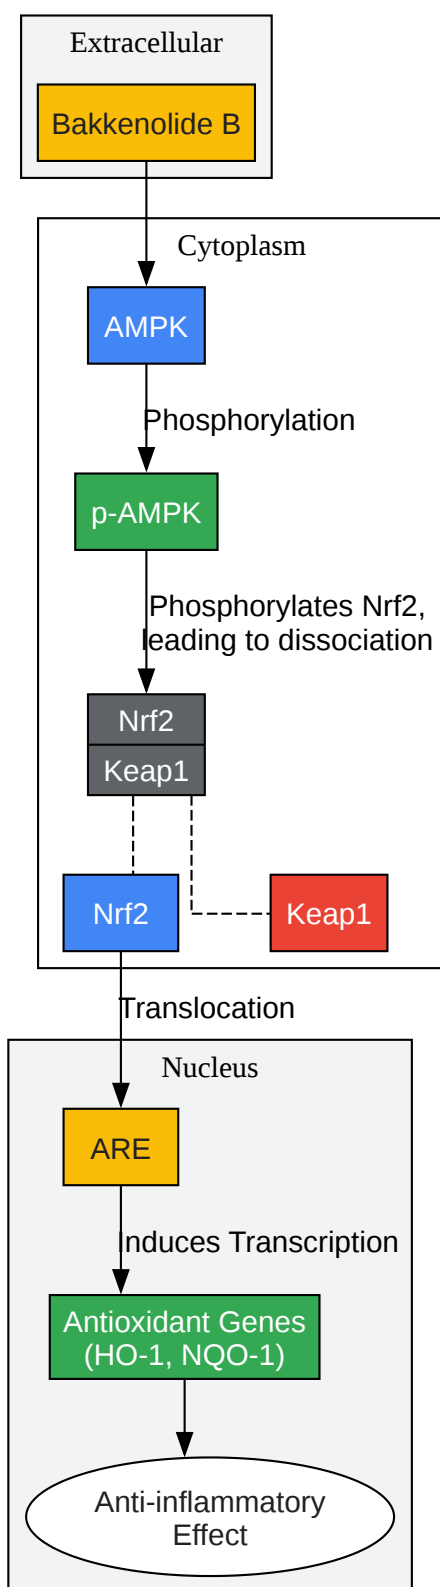 Extracellular
Bakkenolide B
Cytoplasm
AMPK
Phosphorylation
p-AMPK
Phosphorylates Nrf2,
leading to dissociation
Nrf2
Keap1
Nrf2
Keap1
Translocation
Nucleus
ARE
Induces Transcription
Antioxidant Genes
(HO-1, NQO-1)
Anti-inflammatory
Effect